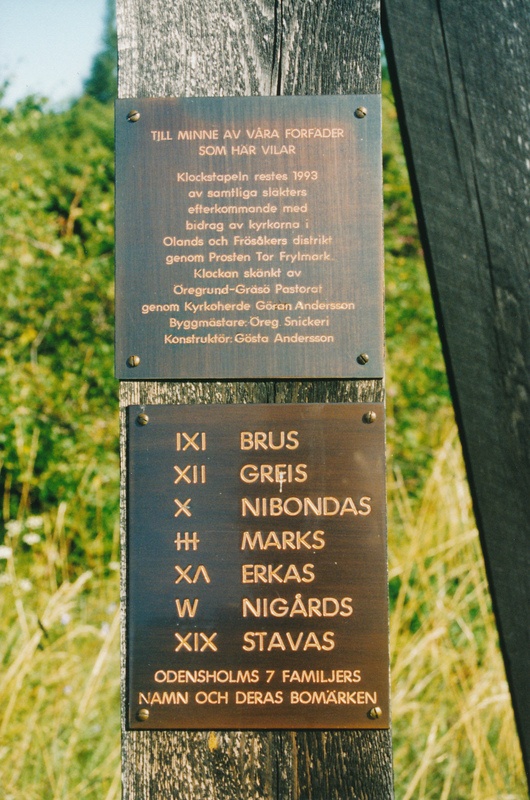 TILL MINNE AV VÅRA FÖRFÄDER
SOM HÄR VILAR
Klockstapeln restes 1993
av samtliga släkters
efterkommande med
bidrag av kyrkorna i
Olands och Frösåkers distrikt
genom Prosten Tor Frylmark.
Klockan skänkt av
Öregrund-Gräsö Pastorat
genom Kyrkoherde Göran Andersson
Byggmästare: Öreg Snickeri
Konstruktör: Gösta Andersson
IXI BRUS
XII GREIS
X NIBONDAS
MARKS
XΛ ERKAS
W NIGÅRDS
XIX STAVAS
ODENSHOLMS 7 FAMILJERS
NAMN OCH DERAS BOMÄRKEN